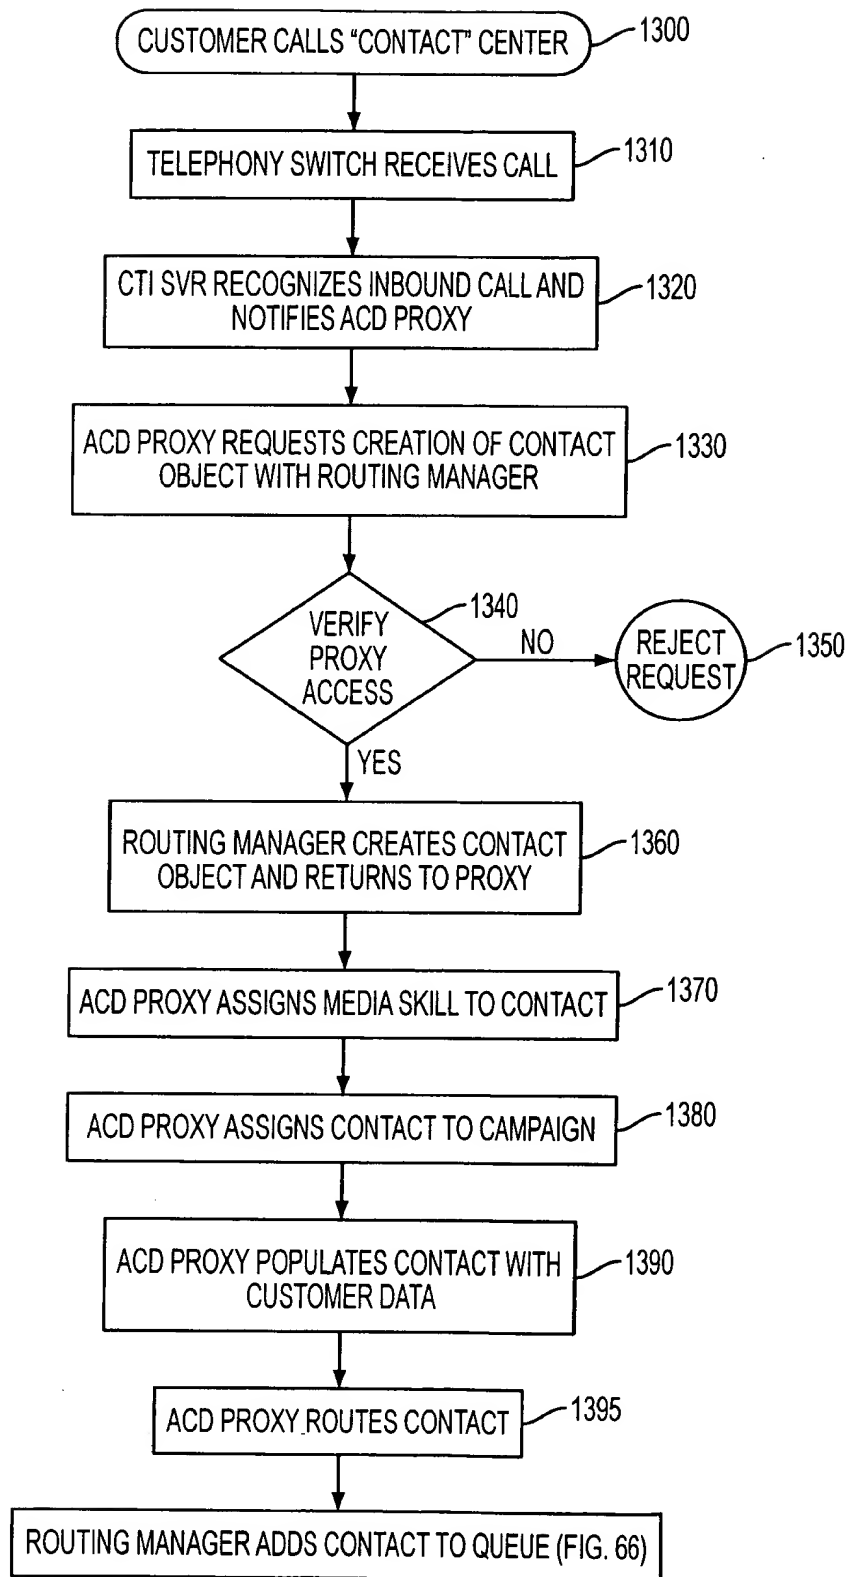 CUSTOMER CALLS “CONTACT” CENTER
1300
TELEPHONY SWITCH RECEIVES CALL
1310
CTI SVR RECOGNIZES INBOUND CALL AND
NOTIFIES ACD PROXY
1320
ACD PROXY REQUESTS CREATION OF CONTACT
OBJECT WITH ROUTING MANAGER
1330
VERIFY
PROXY
ACCESS
1340
NO
REJECT
REQUEST
1350
YES
ROUTING MANAGER CREATES CONTACT
OBJECT AND RETURNS TO PROXY
1360
ACD PROXY ASSIGNS MEDIA SKILL TO CONTACT
1370
ACD PROXY ASSIGNS CONTACT TO CAMPAIGN
1380
ACD PROXY POPULATES CONTACT WITH
CUSTOMER DATA
1390
ACD PROXY ROUTES CONTACT
1395
ROUTING MANAGER ADDS CONTACT TO QUEUE (FIG. 66)